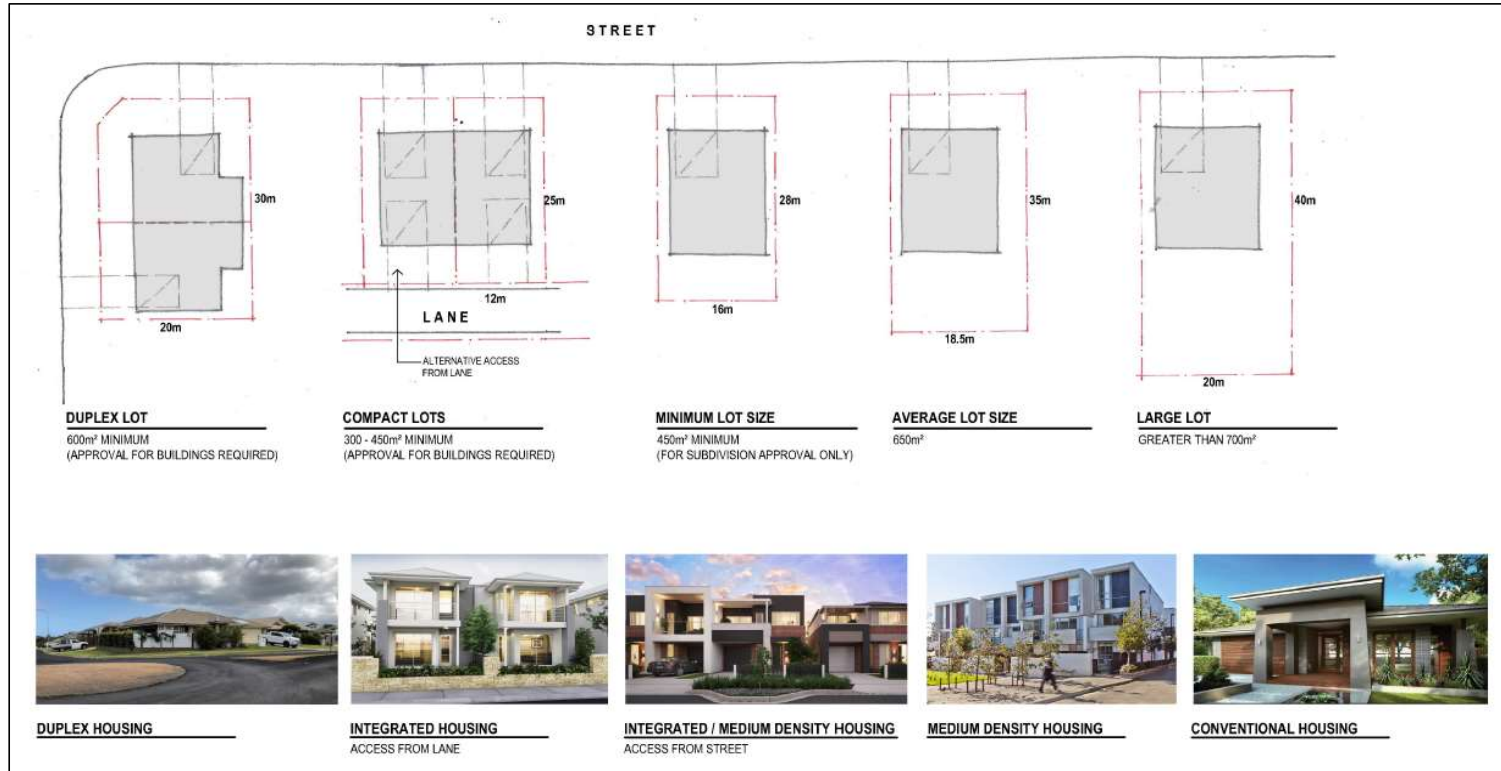 STREET
30m
25m
28m
35m
40m
20m
12m
16m
18.5m
20m
LANE
ALTERNATIVE ACCESS
FROM LANE
DUPLEX LOT
600m² MINIMUM
(APPROVAL FOR BUILDINGS REQUIRED)
COMPACT LOTS
300 - 450m² MINIMUM
(APPROVAL FOR BUILDINGS REQUIRED)
MINIMUM LOT SIZE
450m² MINIMUM
(FOR SUBDIVISION APPROVAL ONLY)
AVERAGE LOT SIZE
650m²
LARGE LOT
GREATER THAN 700m²
DUPLEX HOUSING
INTEGRATED HOUSING
ACCESS FROM LANE
INTEGRATED / MEDIUM DENSITY HOUSING
ACCESS FROM STREET
MEDIUM DENSITY HOUSING
CONVENTIONAL HOUSING